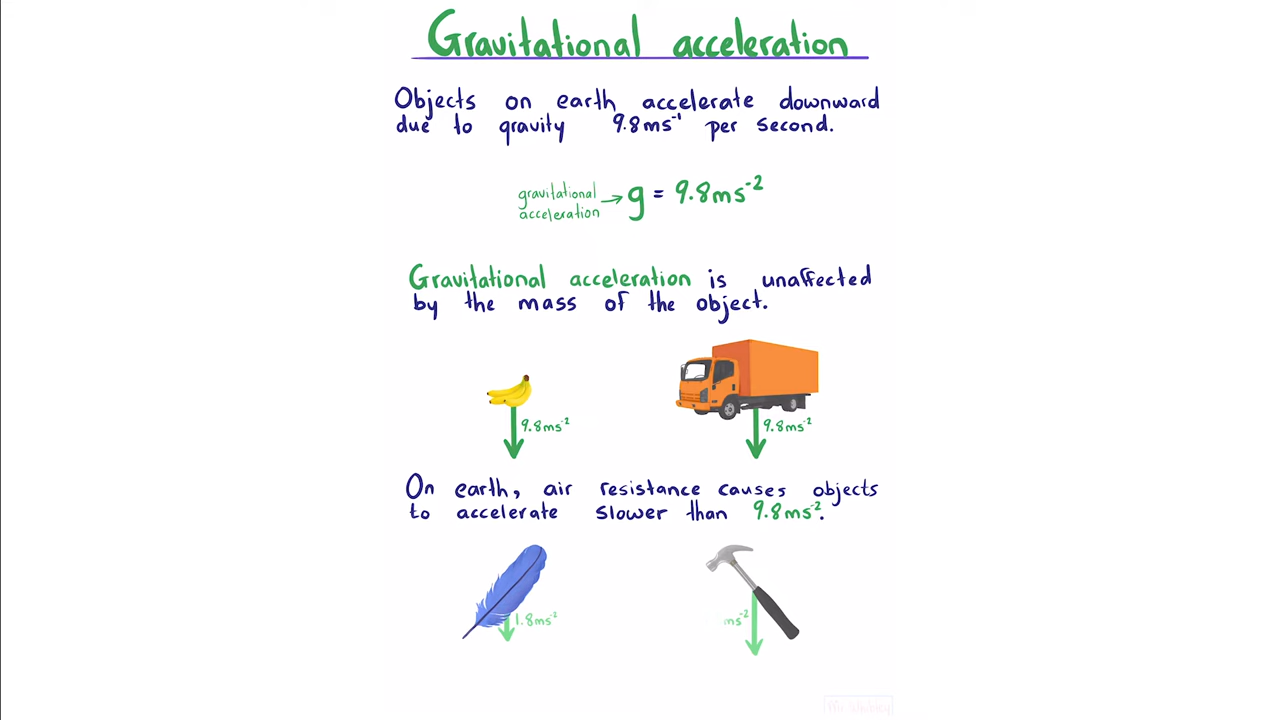 Gravitational acceleration
Objects on earth accelerate downward
due to gravity 9.8ms⁻¹ per second.
gravitational
acceleration → g = 9.8ms⁻²
Gravitational acceleration is unaffected
by the mass of the object.
9.8ms⁻² 9.8ms⁻²
On earth, air resistance causes objects
to accelerate slower than 9.8ms⁻².
1.8ms⁻² ms⁻²